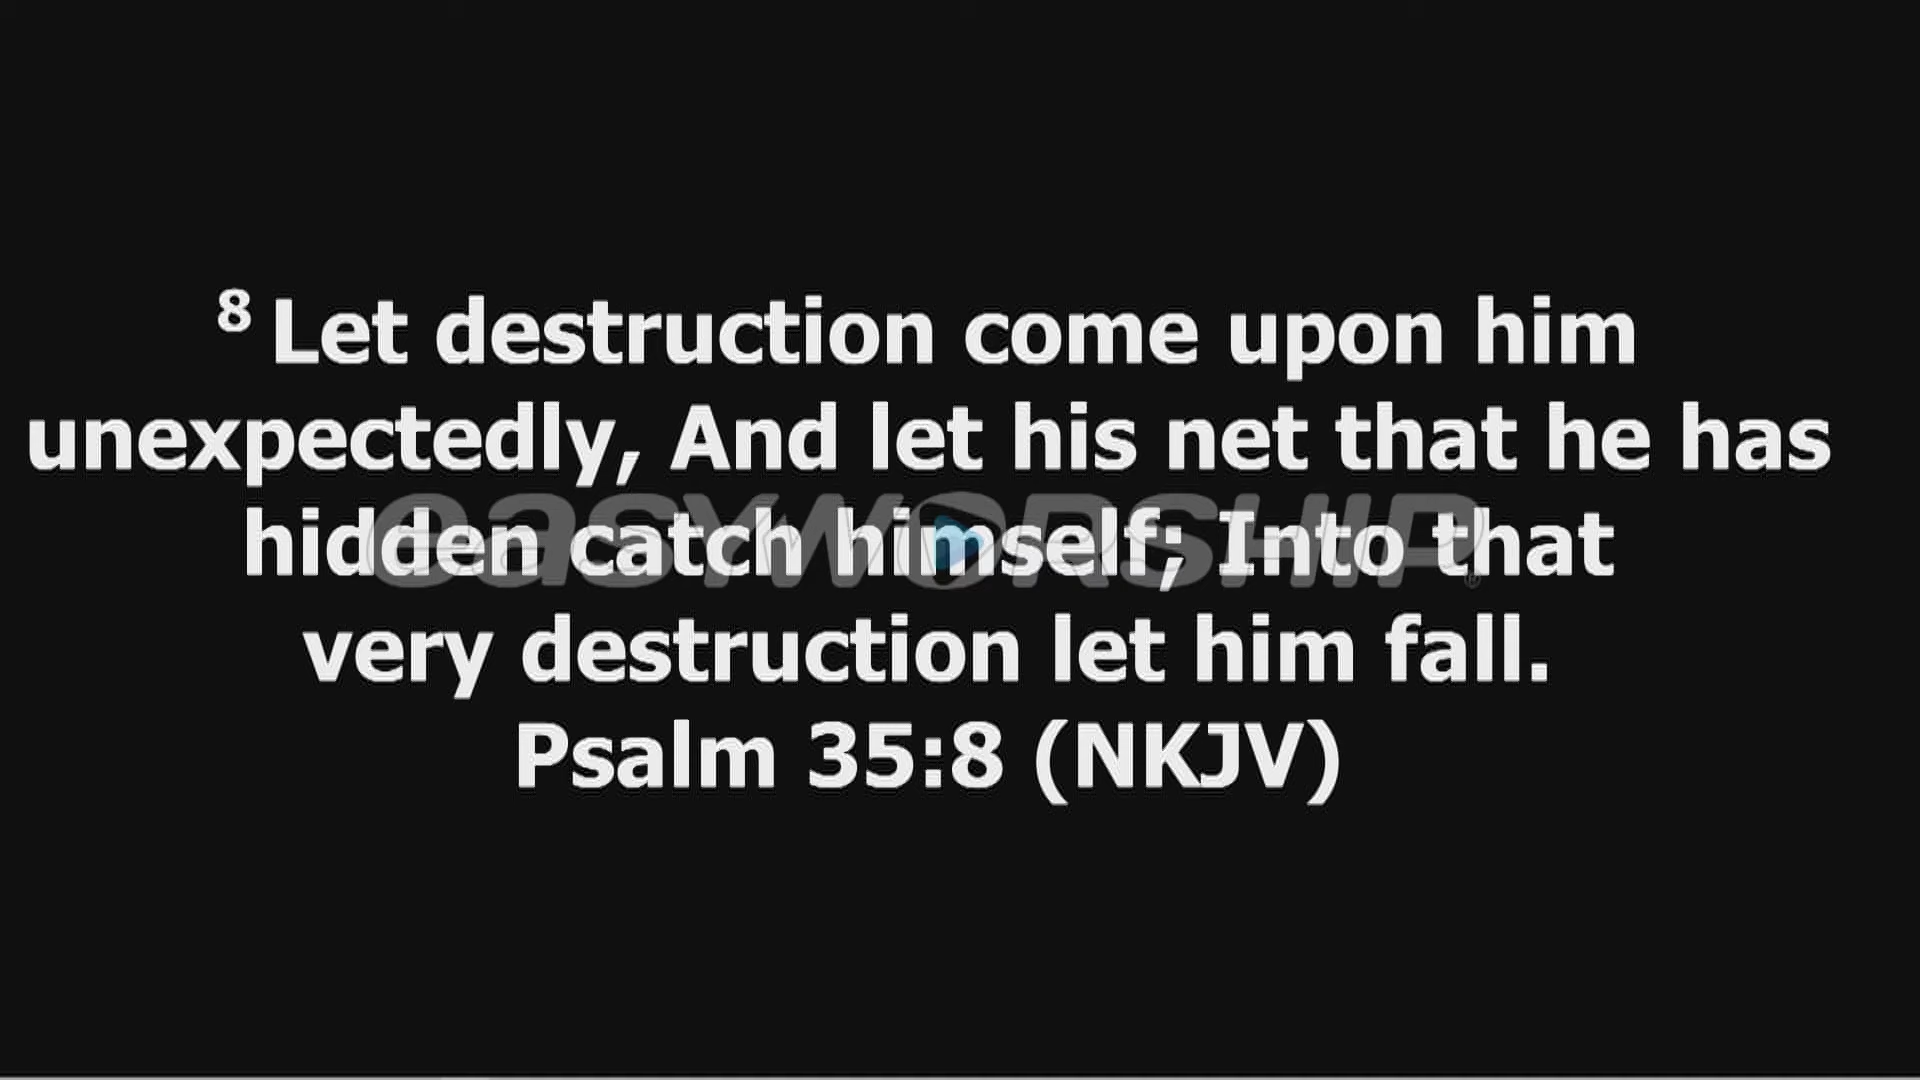 8 Let destruction come upon him
unexpectedly, And let his net that he has
hidden catch himself; Into that
very destruction let him fall.
Psalm 35:8 (NKJV)
easyworship®